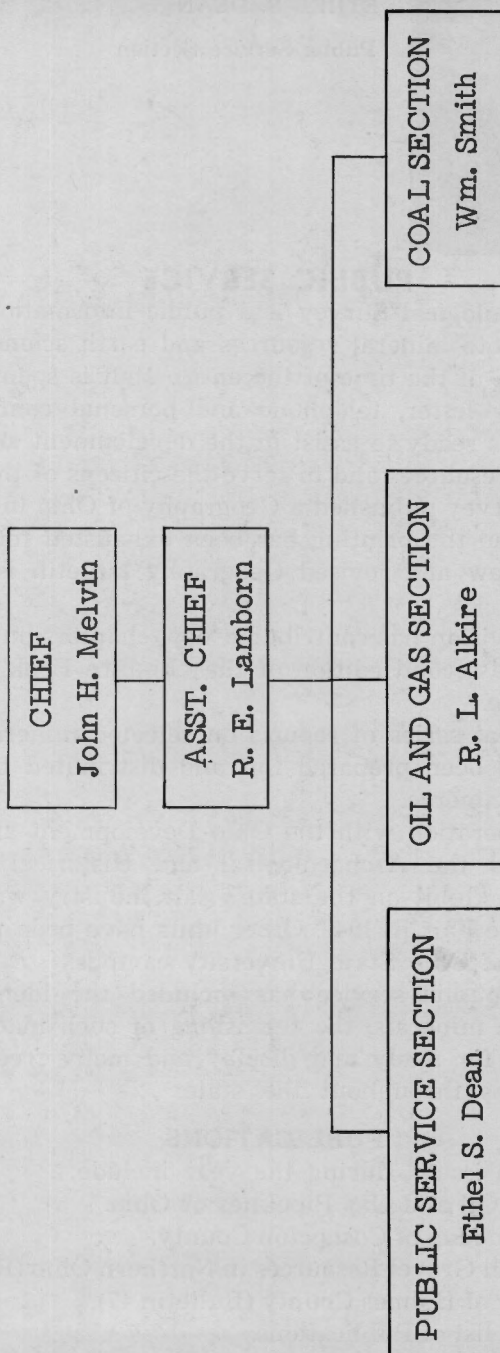 CHIEF
John H. Melvin
ASST. CHIEF
R. E. Lamborn
PUBLIC SERVICE SECTION
Ethel S. Dean
OIL AND GAS SECTION
R. L. Alkire
COAL SECTION
Wm. Smith